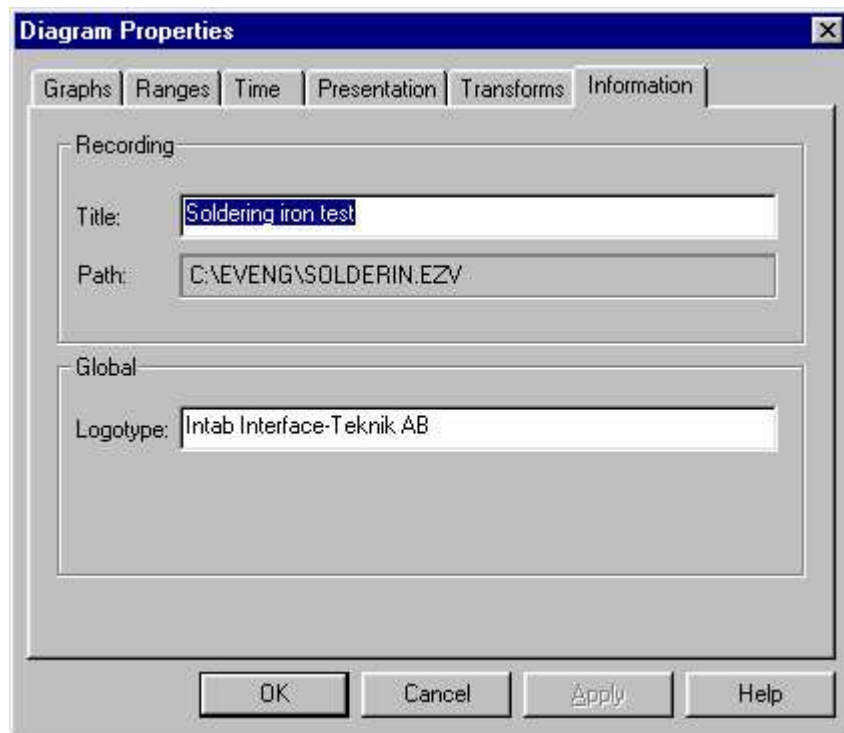 Diagram Properties
Graphs Ranges Time Presentation Transforms Information
Recording
Title: Soldering iron test
Path: C:\EVENG\SOLDERIN.EZV
Global
Logotype: Intab Interface-Teknik AB
OK Cancel Apply Help